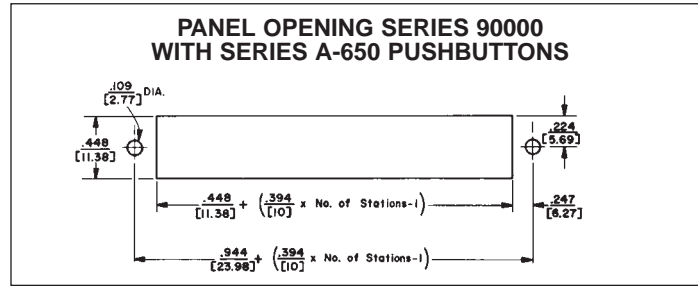 PANEL OPENING SERIES 90000
WITH SERIES A-650 PUSHBUTTONS
.109
[2.77] DIA.
.448
[11.38]
.224
[5.69]
.448
[11.38] + (.394
[10] x No. of Stations-1)
.247
[6.27]
.944
[23.98] + (.394
[10] x No. of Stations-1)